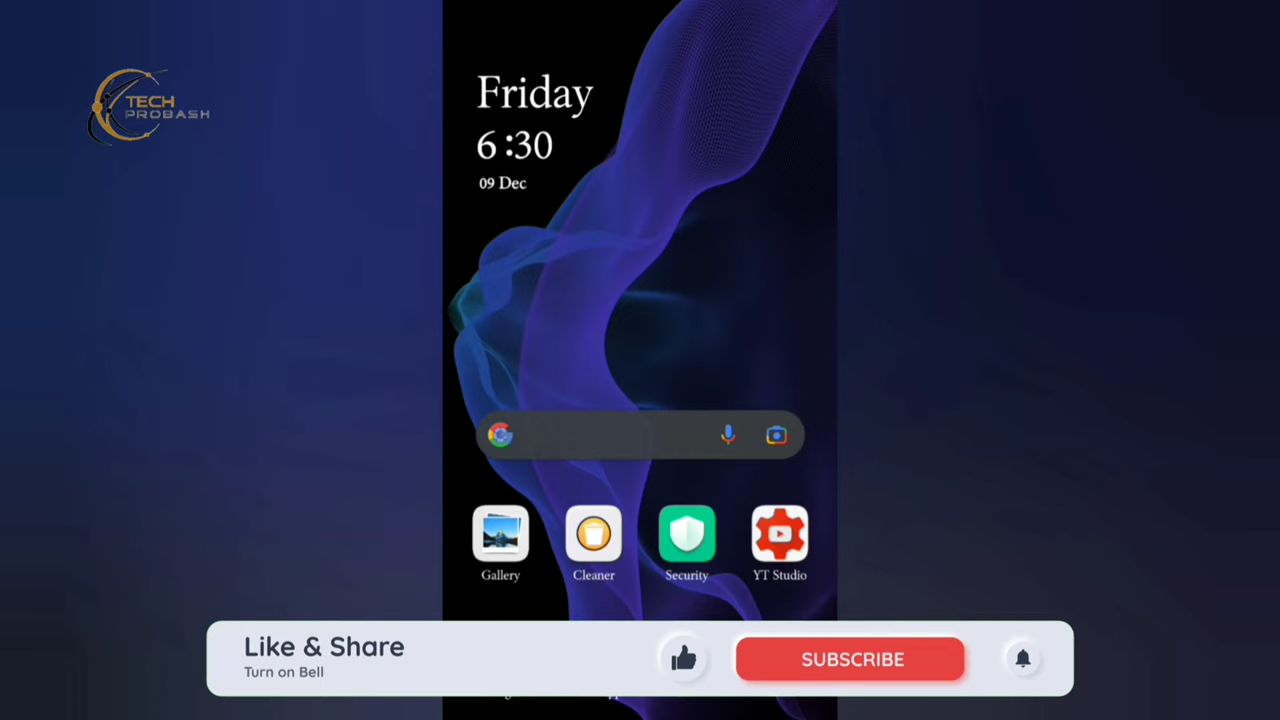 TECH
PROBASH
Friday
6:30
09 Dec
Gallery
Cleaner
Security
YT Studio
Like & Share
Turn on Bell
SUBSCRIBE